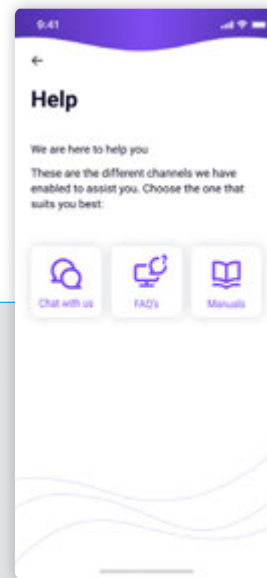 9:41
Help
We are here to help you
These are the different channels we have
enabled to assist you. Choose the one that
suits you best:
Chat with us
FAQ's
Manuals